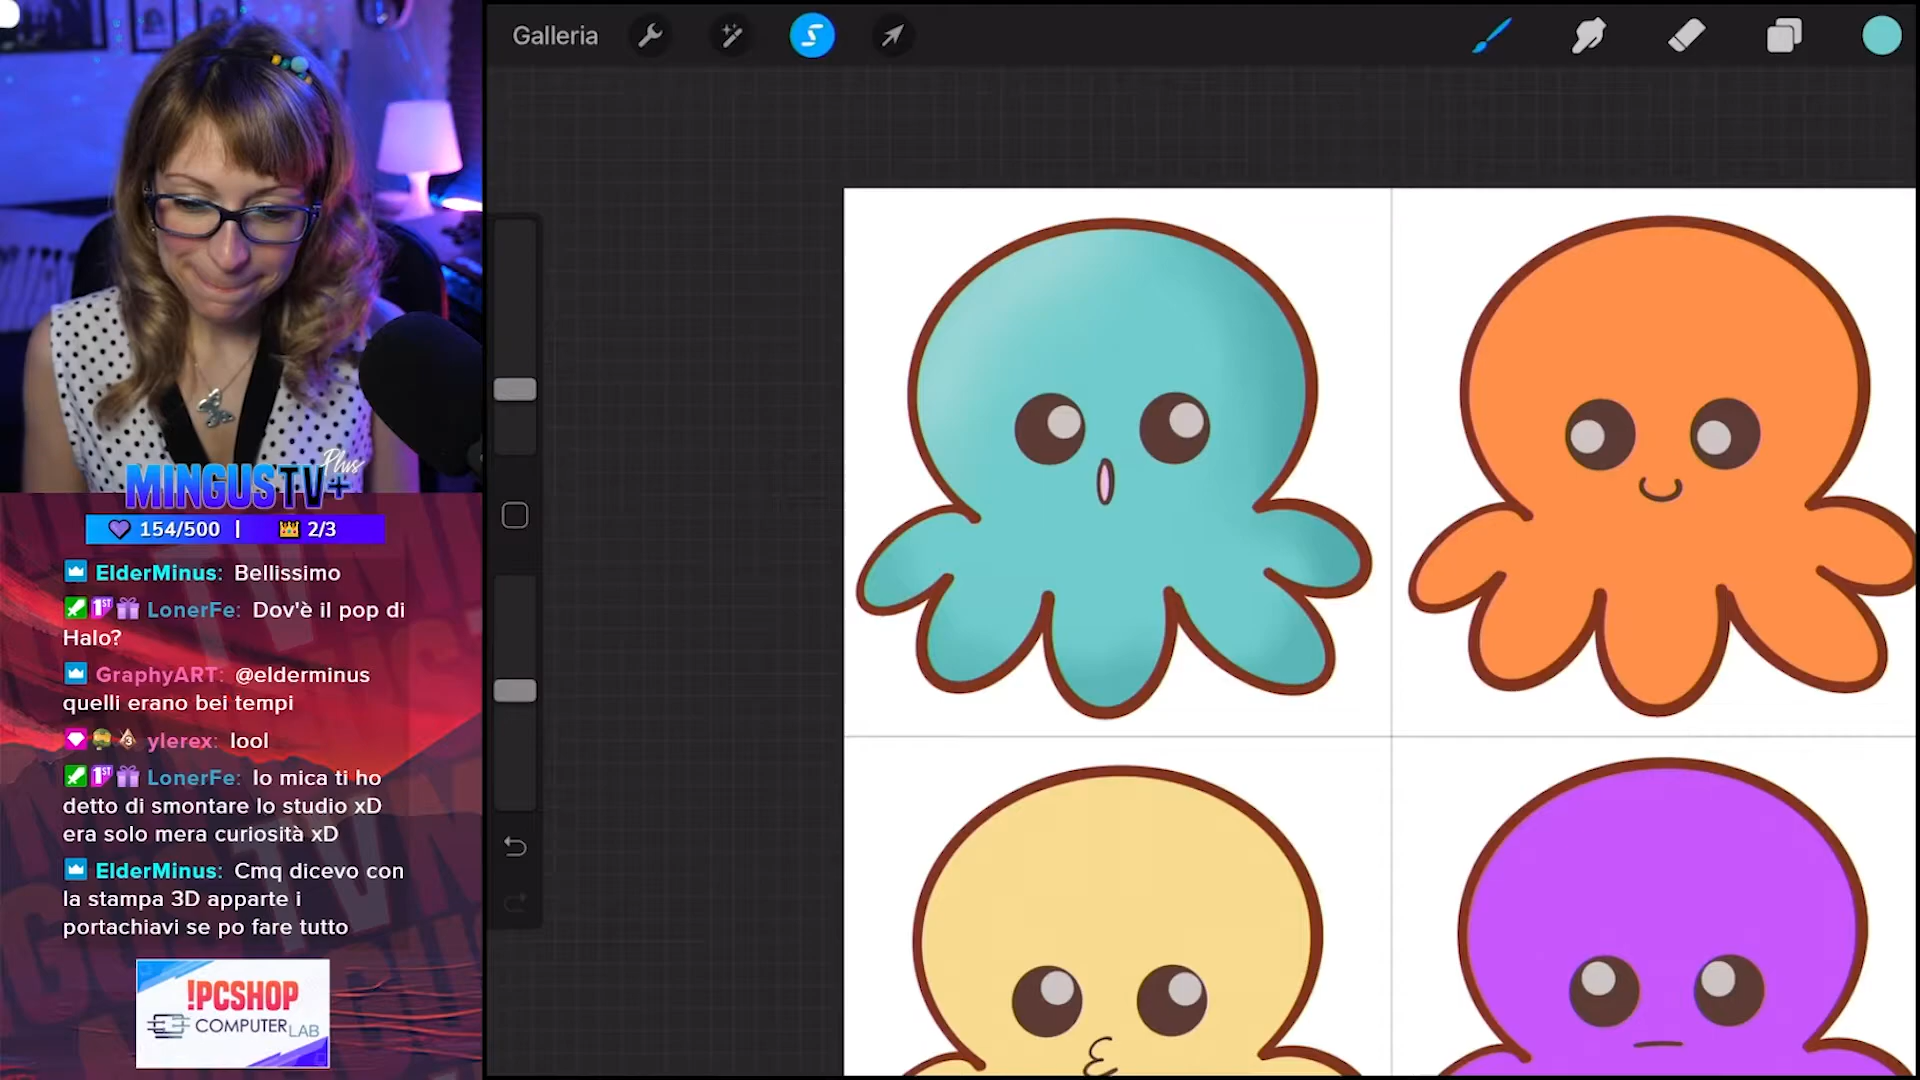 Galleria
MINGUSTV+
Plus
154/500 | 2/3
ElderMinus: Bellissimo
LonerFe: Dov'è il pop di
Halo?
GraphyART: @elderminus
quelli erano bei tempi
ylerex: lool
LonerFe: Io mica ti ho
detto di smontare lo studio xD
era solo mera curiosità xD
ElderMinus: Cmq dicevo con
la stampa 3D apparte i
portachiavi se po fare tutto
!PCSHOP
COMPUTER LAB